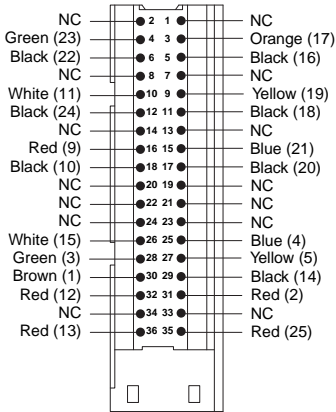 NC 2 1 NC
Green (23) 4 3 Orange (17)
Black (22) 6 5 Black (16)
NC 8 7 NC
White (11) 10 9 Yellow (19)
Black (24) 12 11 Black (18)
NC 14 13 NC
Red (9) 16 15 Blue (21)
Black (10) 18 17 Black (20)
NC 20 19 NC
NC 22 21 NC
NC 24 23 NC
White (15) 26 25 Blue (4)
Green (3) 28 27 Yellow (5)
Brown (1) 30 29 Black (14)
Red (12) 32 31 Red (2)
NC 34 33 NC
Red (13) 36 35 Red (25)